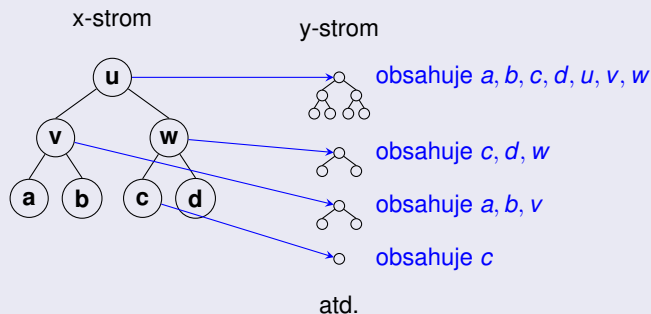 x-strom
y-strom
u
obsahuje a, b, c, d, u, v, w
v
w
obsahuje c, d, w
a
b
c
d
obsahuje a, b, v
obsahuje c
atd.